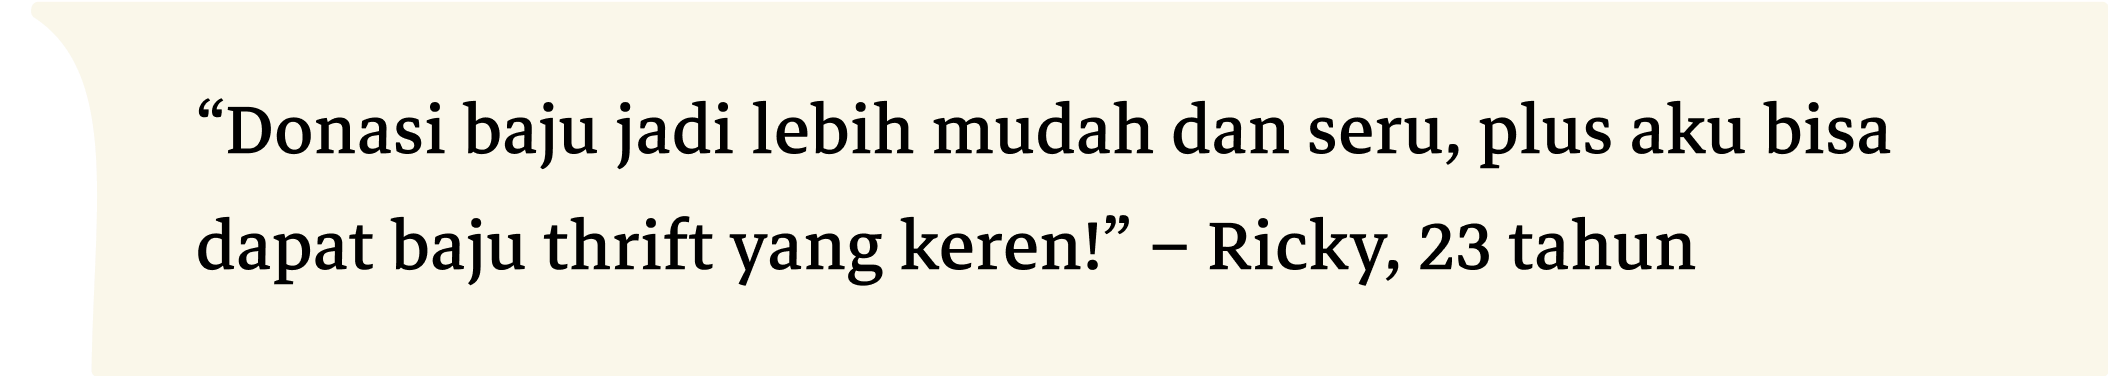 “Donasi baju jadi lebih mudah dan seru, plus aku bisa
dapat baju thrift yang keren!” – Ricky, 23 tahun